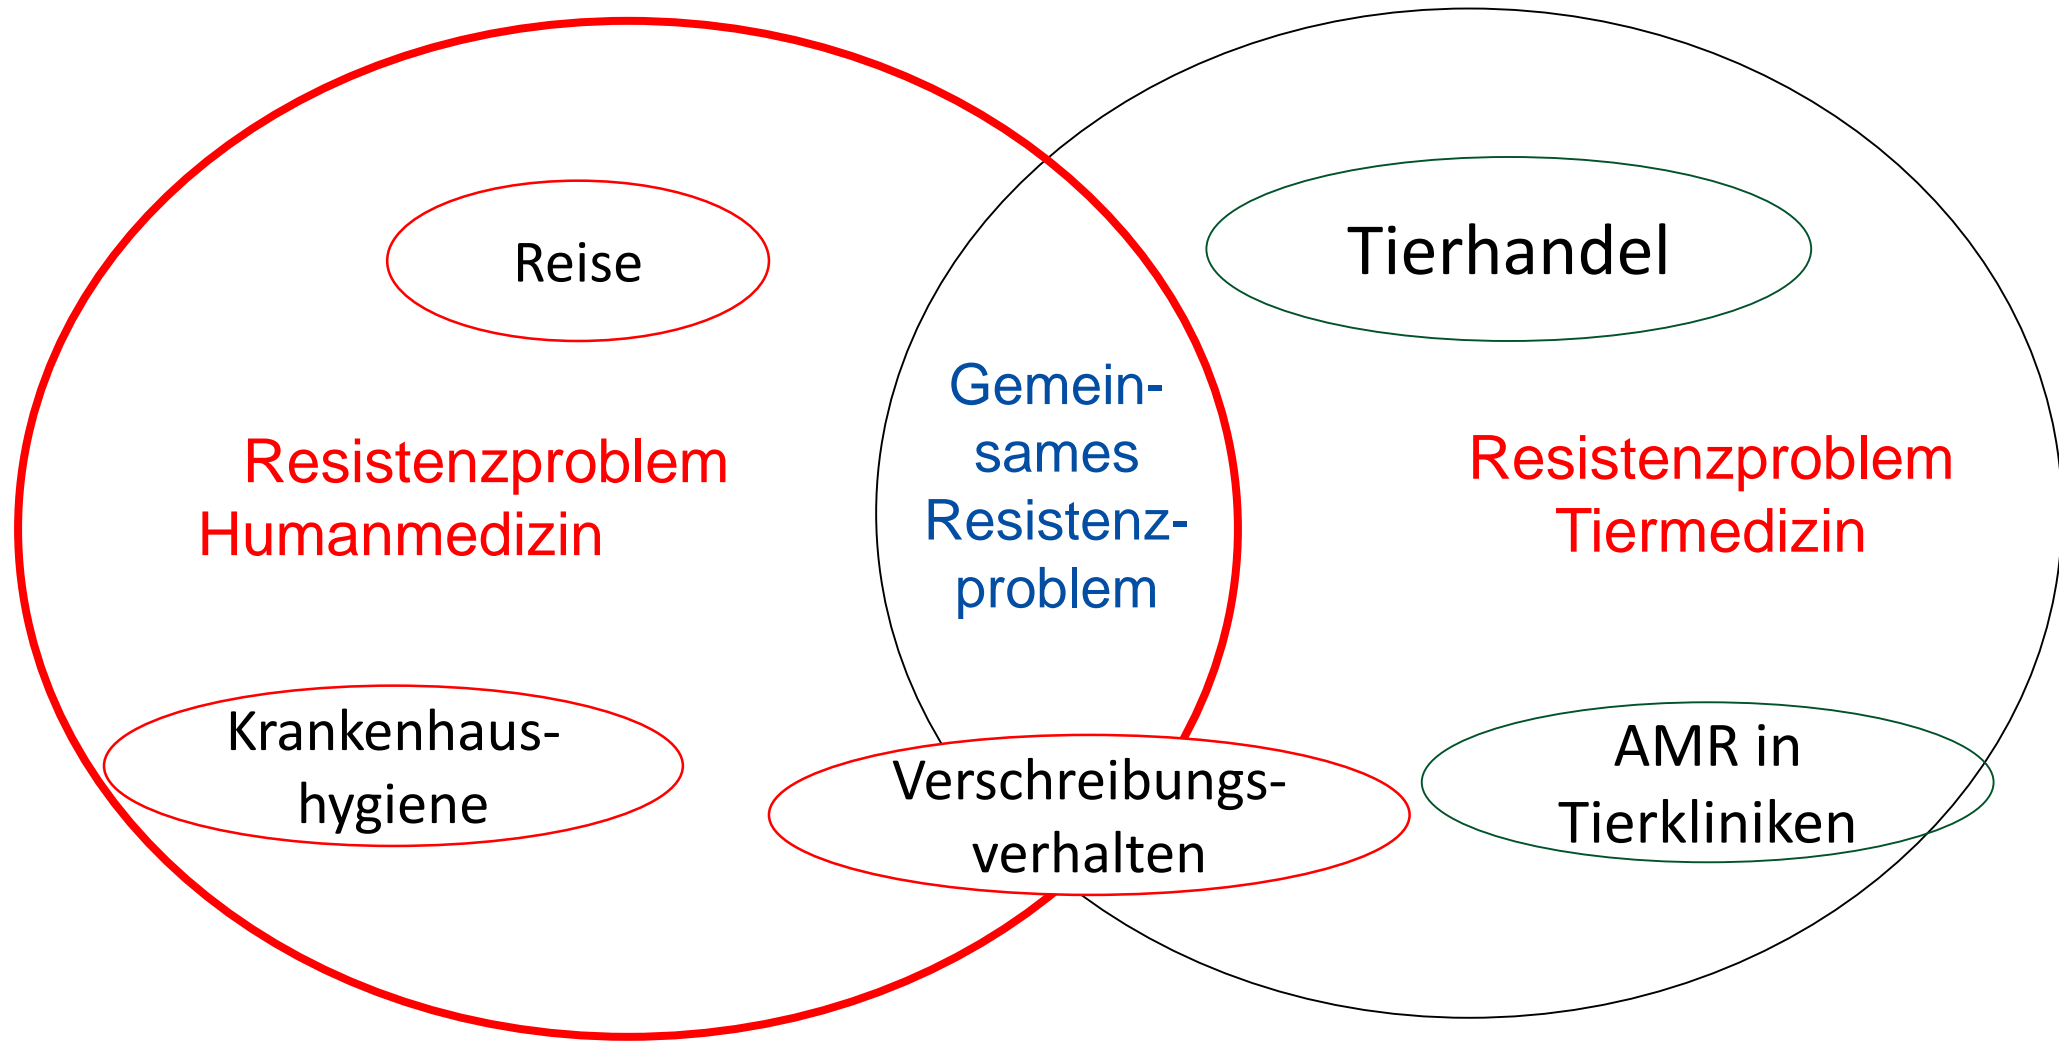 Reise
Tierhandel
Resistenzproblem
Humanmedizin
Gemein-
sames
Resistenz-
problem
Resistenzproblem
Tiermedizin
Krankenhaus-
hygiene
Verschreibungs-
verhalten
AMR in
Tierkliniken